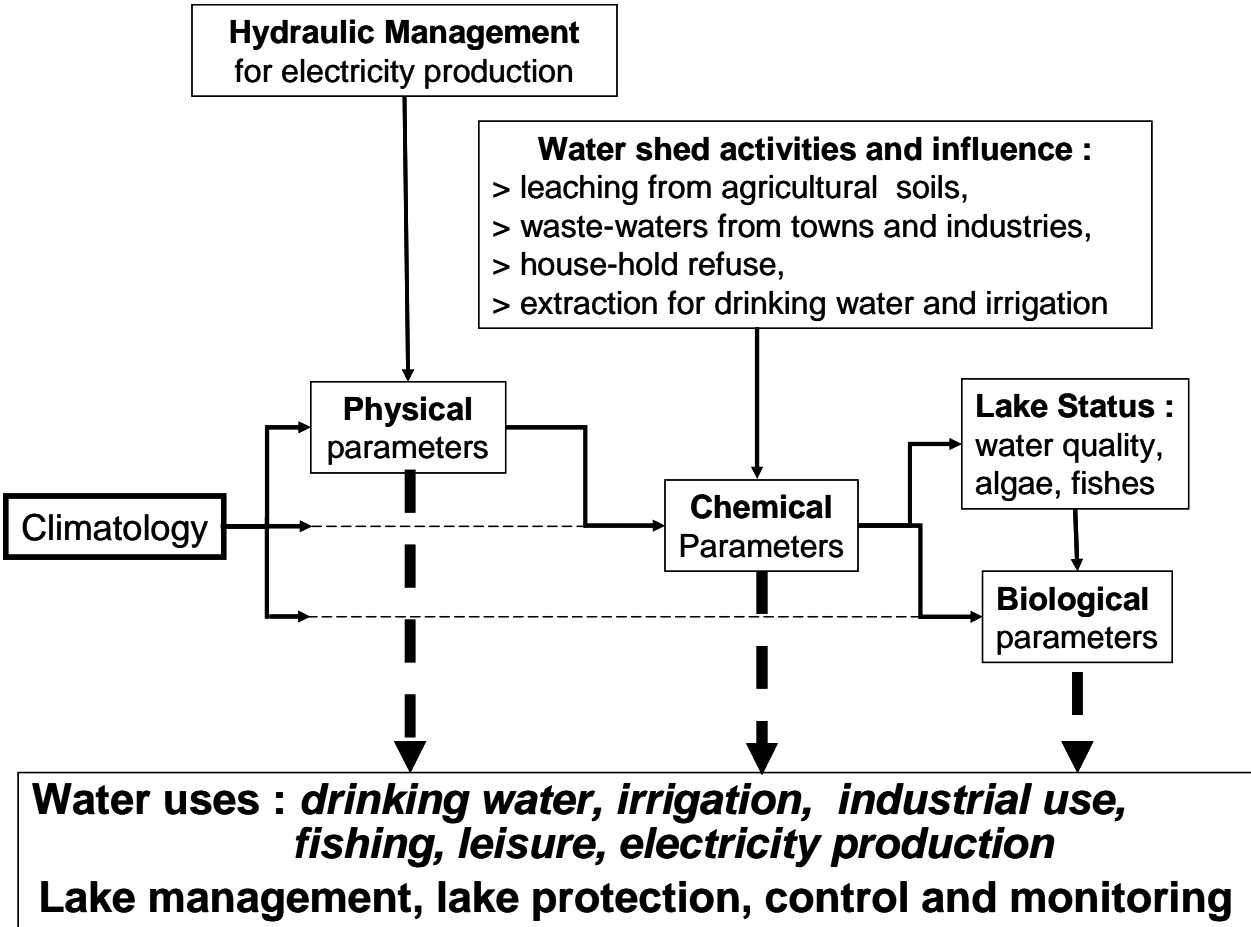 Hydraulic Management
for electricity production
Water shed activities and influence :
> leaching from agricultural soils,
> waste-waters from towns and industries,
> house-hold refuse,
> extraction for drinking water and irrigation
Physical
parameters
Lake Status :
water quality,
algae, fishes
Climatology
Chemical
Parameters
Biological
parameters
Water uses : drinking water, irrigation, industrial use,
fishing, leisure, electricity production
Lake management, lake protection, control and monitoring